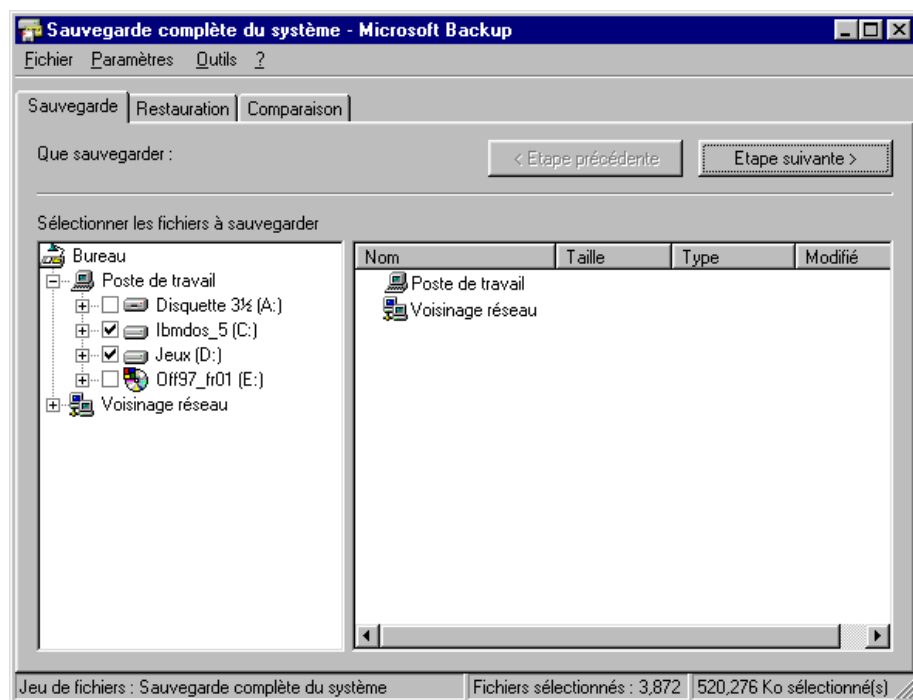 Sauvegarde complète du système - Microsoft Backup
Fichier Paramètres Outils ?
Sauvegarde Restauration Comparaison
Que sauvegarder :
< Etape précédente Etape suivante >
Sélectionner les fichiers à sauvegarder
Bureau
Poste de travail
Disquette 3½ (A:)
Ibmdos_5 (C:)
Jeux (D:)
Off97_fr01 (E:)
Voisinage réseau
Nom Taille Type Modifié
Poste de travail
Voisinage réseau
Jeu de fichiers : Sauvegarde complète du système Fichiers sélectionnés : 3,872 520,276 Ko sélectionné(s)